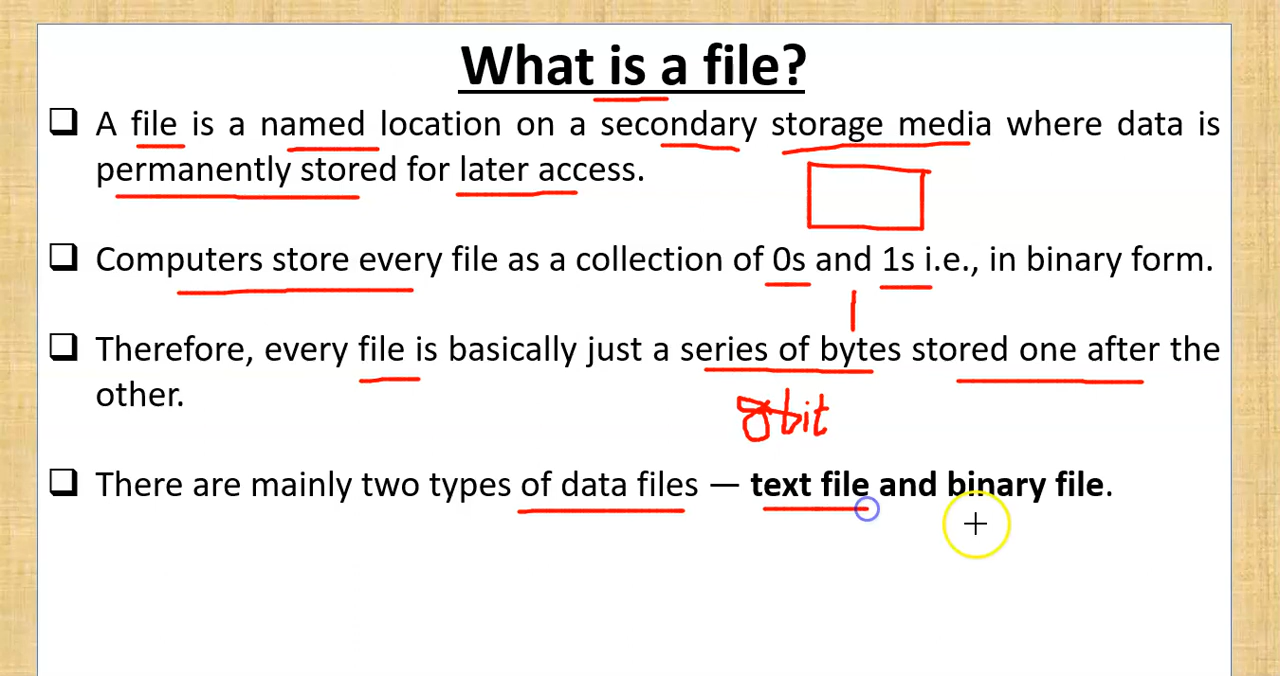 What is a file?
❑ A file is a named location on a secondary storage media where data is
permanently stored for later access.
❑ Computers store every file as a collection of 0s and 1s i.e., in binary form.
❑ Therefore, every file is basically just a series of bytes stored one after the
other.
8bit
❑ There are mainly two types of data files — text file and binary file.